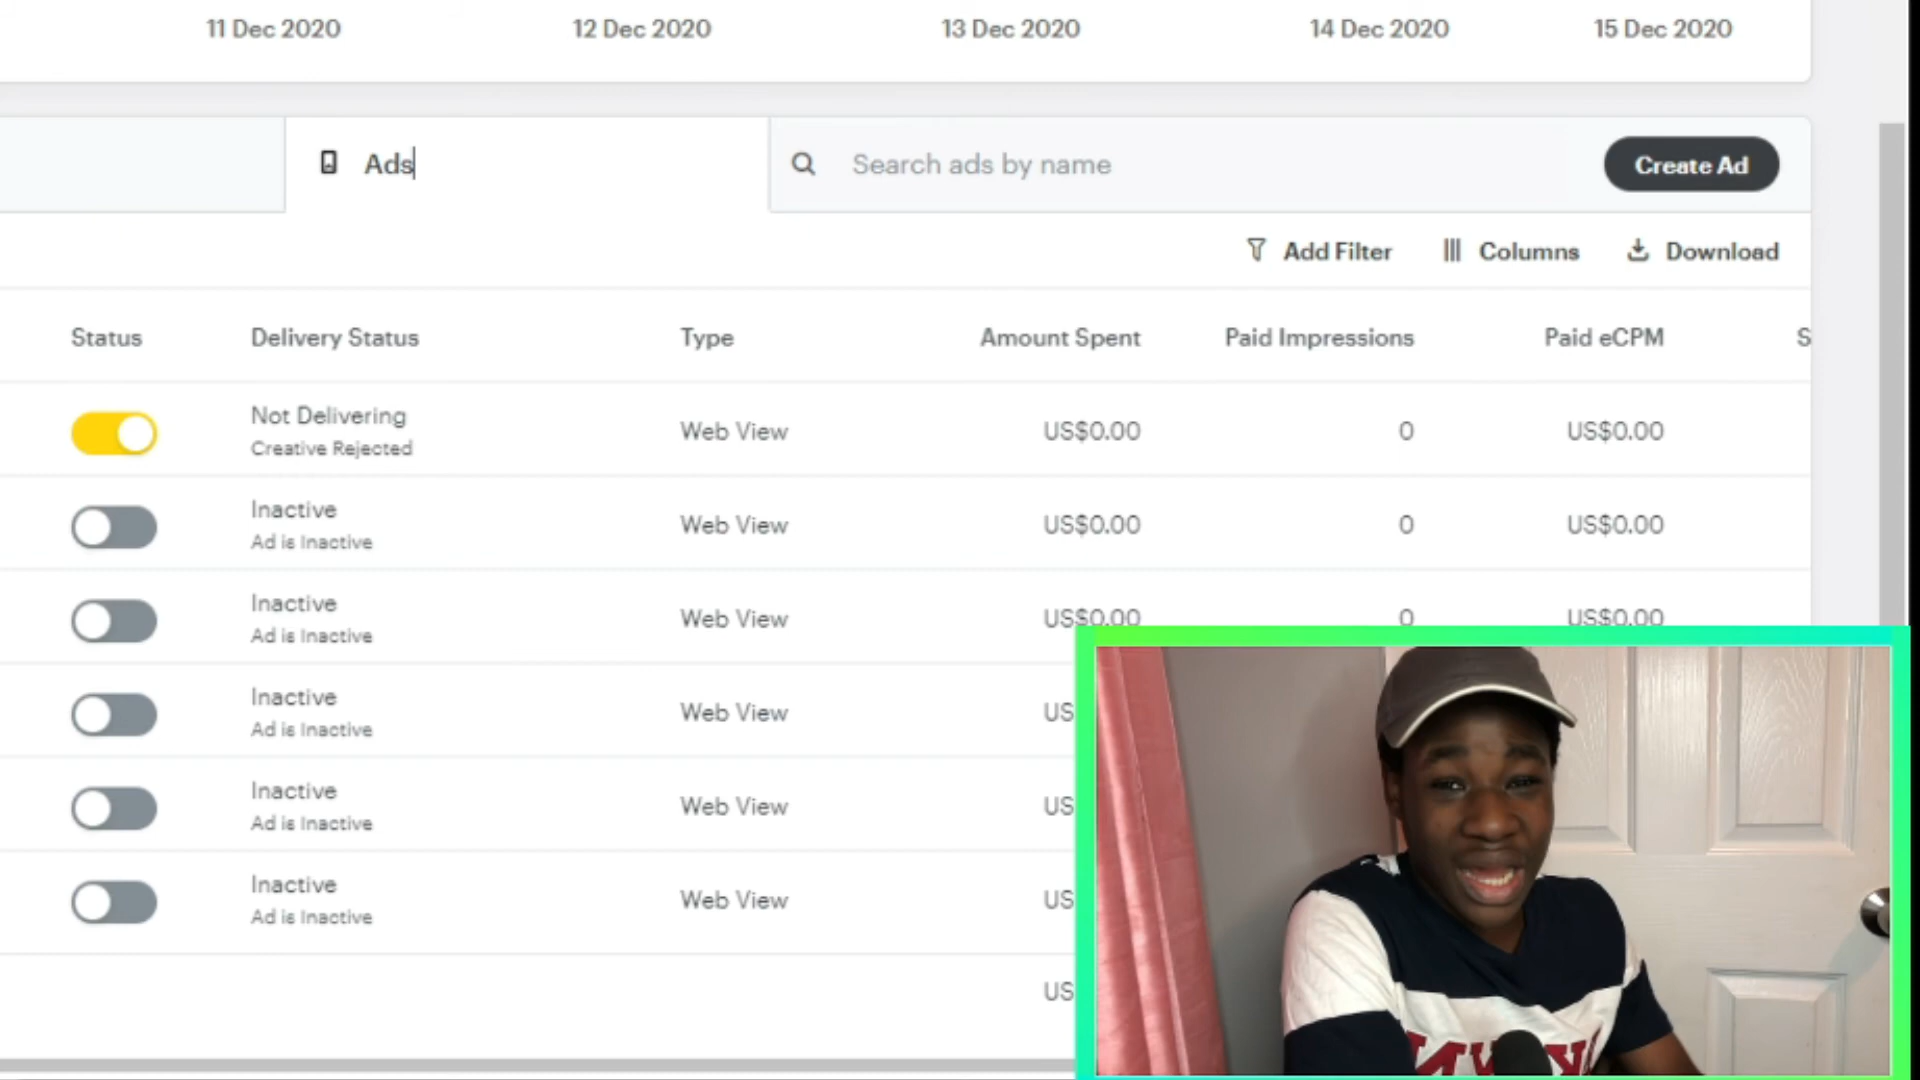 11 Dec 2020 12 Dec 2020 13 Dec 2020 14 Dec 2020 15 Dec 2020
Ads Search ads by name Create Ad
Add Filter Columns Download
Status Delivery Status Type Amount Spent Paid Impressions Paid eCPM S
Not Delivering
Creative Rejected
Web View US$0.00 0 US$0.00
Inactive
Ad is Inactive
Web View US$0.00 0 US$0.00
Inactive
Ad is Inactive
Web View US$0.00 0 US$0.00
Inactive
Ad is Inactive
Web View US
Inactive
Ad is Inactive
Web View US
Inactive
Ad is Inactive
Web View US
US